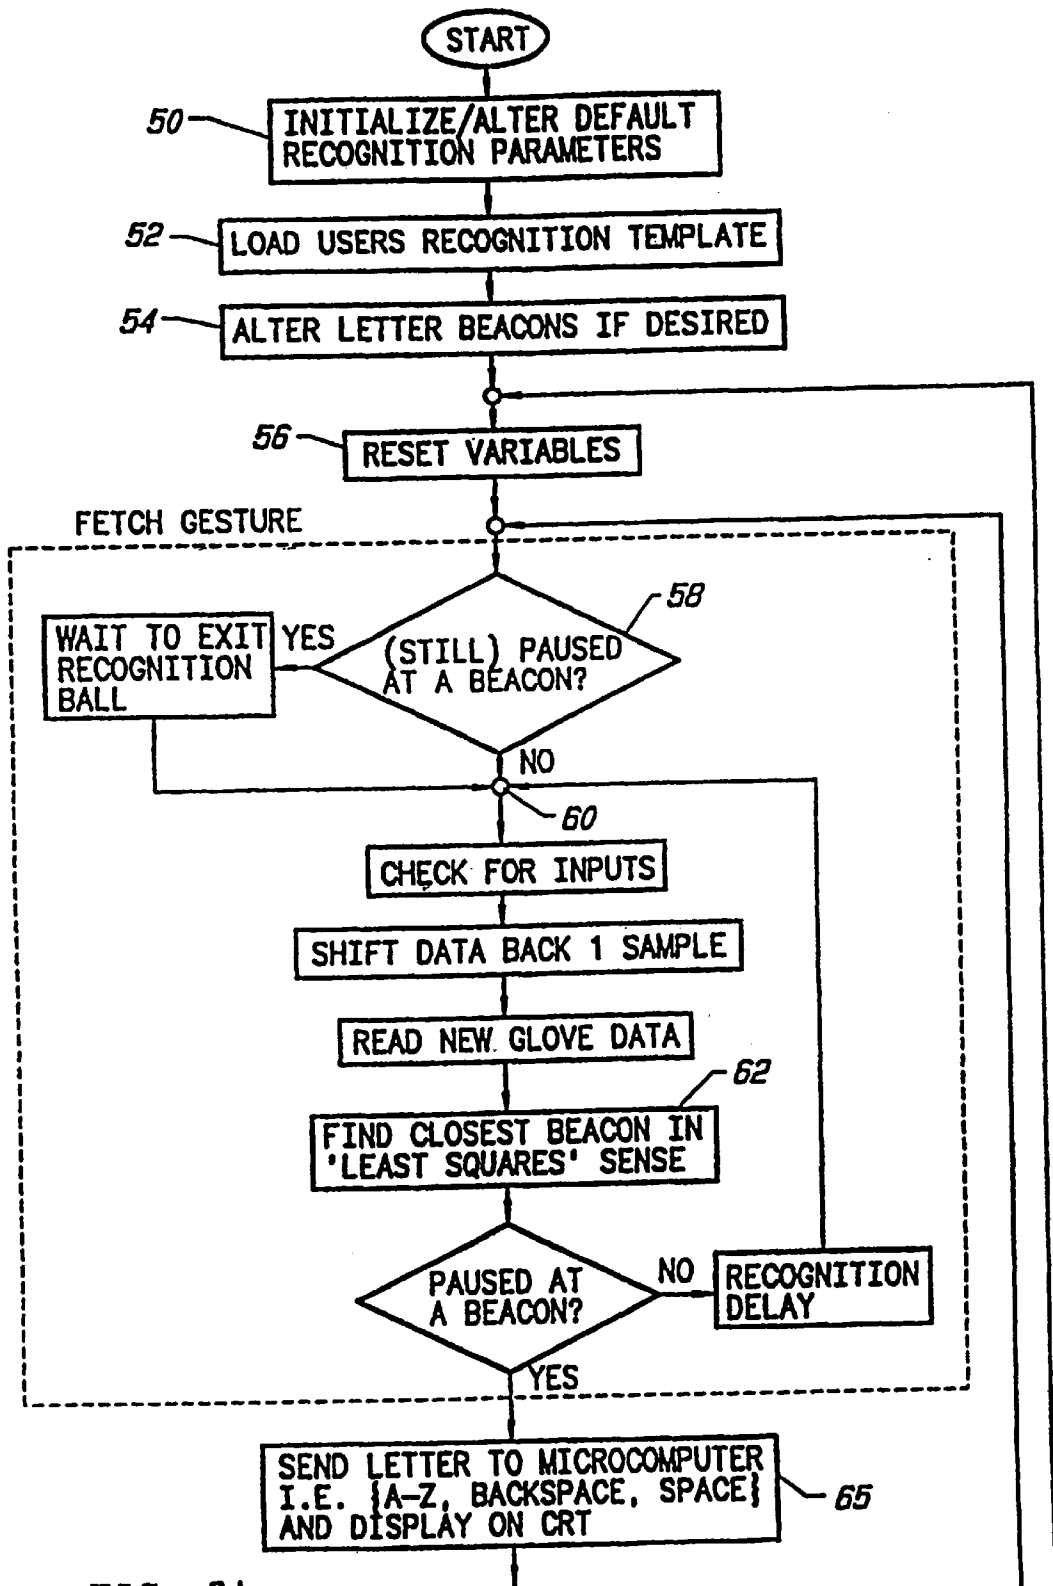 START
50
INITIALIZE/ALTER DEFAULT
RECOGNITION PARAMETERS
52
LOAD USERS RECOGNITION TEMPLATE
54
ALTER LETTER BEACONS IF DESIRED
56
RESET VARIABLES
FETCH GESTURE
58
WAIT TO EXIT
RECOGNITION
BALL
YES
(STILL) PAUSED
AT A BEACON?
NO
60
CHECK FOR INPUTS
SHIFT DATA BACK 1 SAMPLE
READ NEW GLOVE DATA
62
FIND CLOSEST BEACON IN
'LEAST SQUARES' SENSE
PAUSED AT
A BEACON?
NO
RECOGNITION
DELAY
YES
SEND LETTER TO MICROCOMPUTER
I.E. {A-Z, BACKSPACE, SPACE}
AND DISPLAY ON CRT
65